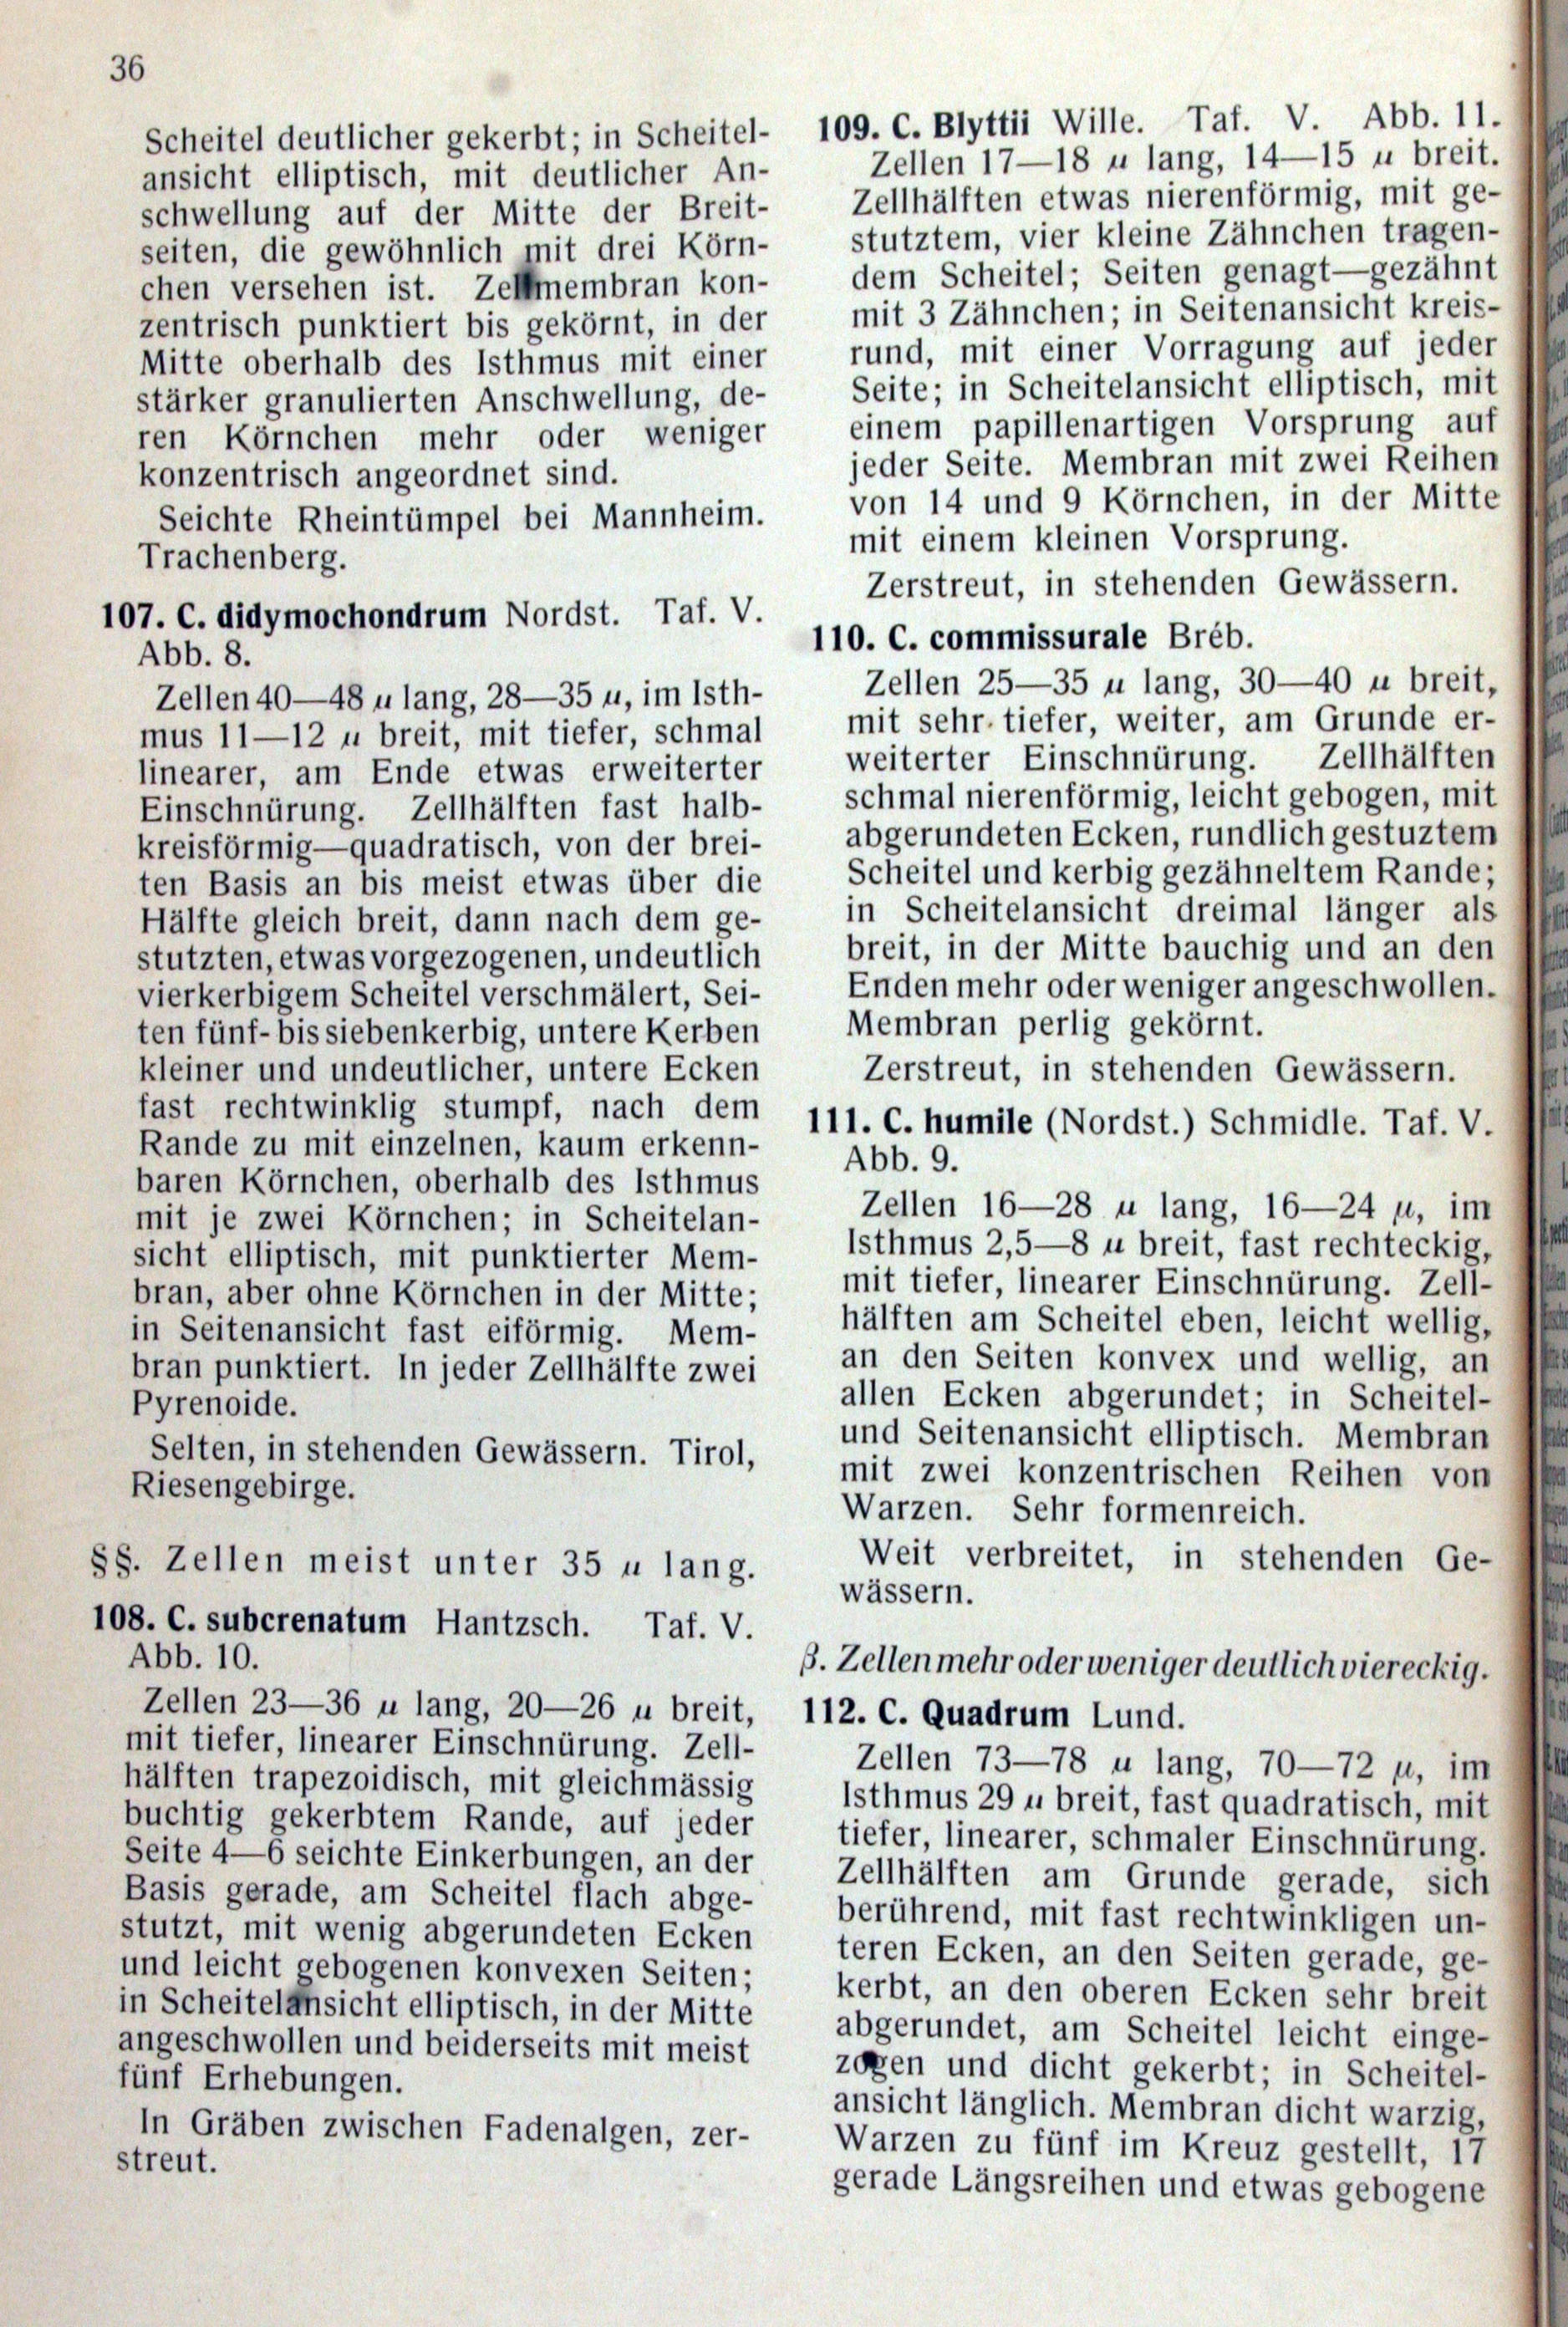 36
Scheitel deutlicher gekerbt; in Scheitel-
ansicht elliptisch, mit deutlicher An-
schwellung auf der Mitte der Breit-
seiten, die gewöhnlich mit drei Körn-
chen versehen ist. Zellmembran kon-
zentrisch punktiert bis gekörnt, in der
Mitte oberhalb des Isthmus mit einer
stärker granulierten Anschwellung, de-
ren Körnchen mehr oder weniger
konzentrisch angeordnet sind.
Seichte Rheintümpel bei Mannheim.
Trachenberg.
107. C. didymochondrum Nordst. Taf. V.
Abb. 8.
Zellen 40—48 µ lang, 28—35 µ, im Isth-
mus 11—12 µ breit, mit tiefer, schmal
linearer, am Ende etwas erweiterter
Einschnürung. Zellhälften fast halb-
kreisförmig—quadratisch, von der brei-
ten Basis an bis meist etwas über die
Hälfte gleich breit, dann nach dem ge-
stutzten, etwas vorgezogenen, undeutlich
vierkerbigem Scheitel verschmälert, Sei-
ten fünf- bis siebenkerbig, untere Kerben
kleiner und undeutlicher, untere Ecken
fast rechtwinklig stumpf, nach dem
Rande zu mit einzelnen, kaum erkenn-
baren Körnchen, oberhalb des Isthmus
mit je zwei Körnchen; in Scheitelan-
sicht elliptisch, mit punktierter Mem-
bran, aber ohne Körnchen in der Mitte;
in Seitenansicht fast eiförmig. Mem-
bran punktiert. In jeder Zellhälfte zwei
Pyrenoide.
Selten, in stehenden Gewässern. Tirol,
Riesengebirge.
§§. Zellen meist unter 35 µ lang.
108. C. subcrenatum Hantzsch. Taf. V.
Abb. 10.
Zellen 23—36 µ lang, 20—26 µ breit,
mit tiefer, linearer Einschnürung. Zell-
hälften trapezoidisch, mit gleichmässig
buchtig gekerbtem Rande, auf jeder
Seite 4—6 seichte Einkerbungen, an der
Basis gerade, am Scheitel flach abge-
stutzt, mit wenig abgerundeten Ecken
und leicht gebogenen konvexen Seiten;
in Scheitelansicht elliptisch, in der Mitte
angeschwollen und beiderseits mit meist
fünf Erhebungen.
In Gräben zwischen Fadenalgen, zer-
streut.
109. C. Blyttii Wille. Taf. V. Abb. 11.
Zellen 17—18 µ lang, 14—15 µ breit.
Zellhälften etwas nierenförmig, mit ge-
stutztem, vier kleine Zähnchen tragen-
dem Scheitel; Seiten genagt—gezähnt
mit 3 Zähnchen; in Seitenansicht kreis-
rund, mit einer Vorragung auf jeder
Seite; in Scheitelansicht elliptisch, mit
einem papillenartigen Vorsprung auf
jeder Seite. Membran mit zwei Reihen
von 14 und 9 Körnchen, in der Mitte
mit einem kleinen Vorsprung.
Zerstreut, in stehenden Gewässern.
110. C. commissurale Bréb.
Zellen 25—35 µ lang, 30—40 µ breit,
mit sehr tiefer, weiter, am Grunde er-
weiterter Einschnürung. Zellhälften
schmal nierenförmig, leicht gebogen, mit
abgerundeten Ecken, rundlich gestuztem
Scheitel und kerbig gezähneltem Rande;
in Scheitelansicht dreimal länger als
breit, in der Mitte bauchig und an den
Enden mehr oder weniger angeschwollen.
Membran perlig gekörnt.
Zerstreut, in stehenden Gewässern.
111. C. humile (Nordst.) Schmidle. Taf. V.
Abb. 9.
Zellen 16—28 µ lang, 16—24 µ, im
Isthmus 2,5—8 µ breit, fast rechteckig,
mit tiefer, linearer Einschnürung. Zell-
hälften am Scheitel eben, leicht wellig,
an den Seiten konvex und wellig, an
allen Ecken abgerundet; in Scheitel-
und Seitenansicht elliptisch. Membran
mit zwei konzentrischen Reihen von
Warzen. Sehr formenreich.
Weit verbreitet, in stehenden Ge-
wässern.
β. Zellen mehr oder weniger deutlich viereckig.
112. C. Quadrum Lund.
Zellen 73—78 µ lang, 70—72 µ, im
Isthmus 29 µ breit, fast quadratisch, mit
tiefer, linearer, schmaler Einschnürung.
Zellhälften am Grunde gerade, sich
berührend, mit fast rechtwinkligen un-
teren Ecken, an den Seiten gerade, ge-
kerbt, an den oberen Ecken sehr breit
abgerundet, am Scheitel leicht einge-
zogen und dicht gekerbt; in Scheitel-
ansicht länglich. Membran dicht warzig,
Warzen zu fünf im Kreuz gestellt, 17
gerade Längsreihen und etwas gebogene